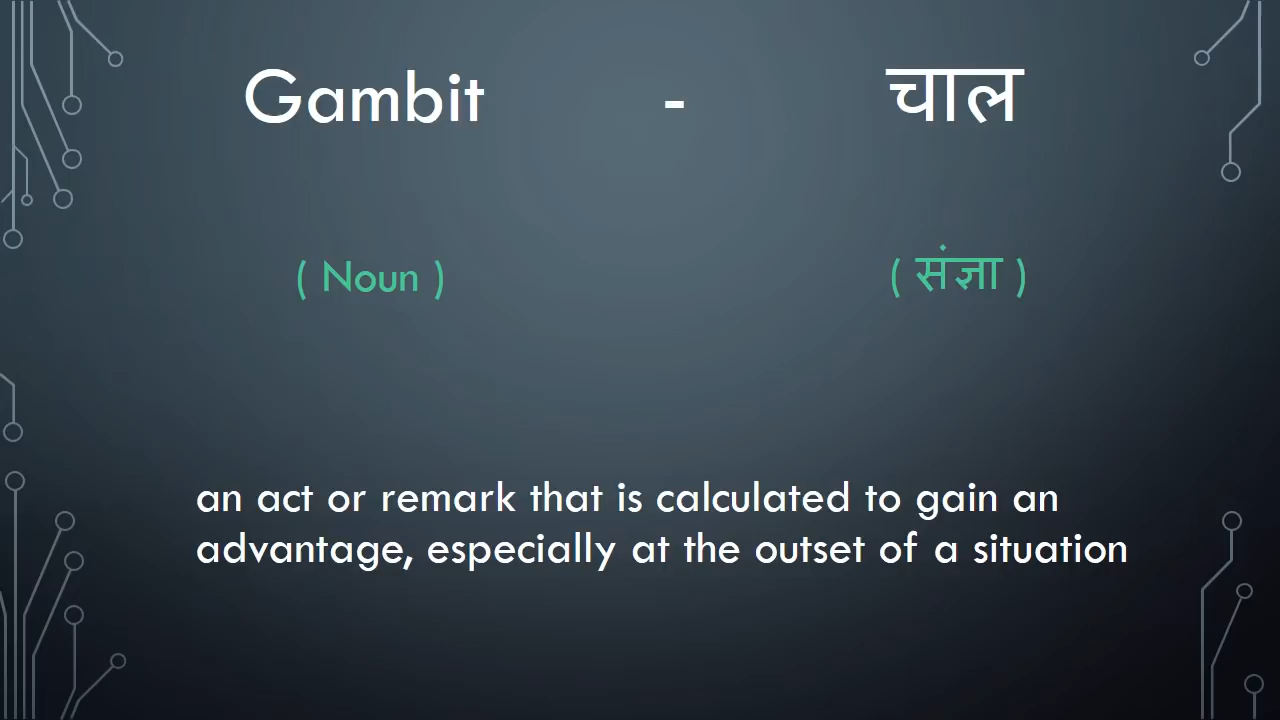 Gambit - चाल
( Noun ) ( संज्ञा )
an act or remark that is calculated to gain an
advantage, especially at the outset of a situation